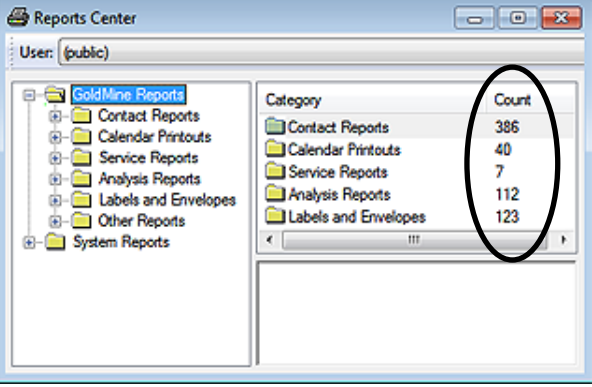 Reports Center
User: (public)
GoldMine Reports
Contact Reports
Calendar Printouts
Service Reports
Analysis Reports
Labels and Envelopes
Other Reports
System Reports
Category Count
Contact Reports 386
Calendar Printouts 40
Service Reports 7
Analysis Reports 112
Labels and Envelopes 123